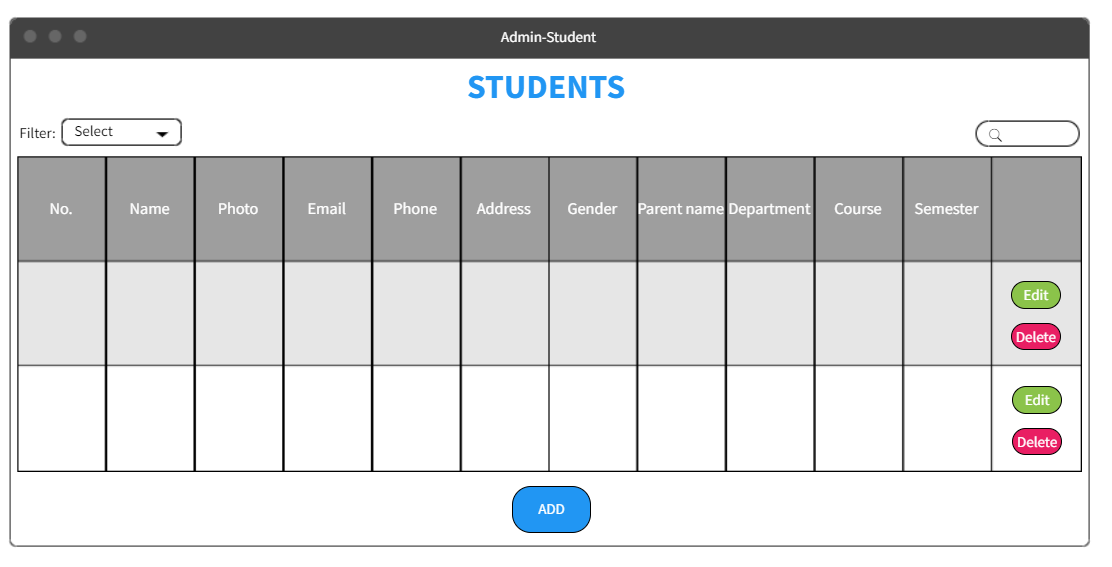 Admin-Student
STUDENTS
Filter: Select
No. Name Photo Email Phone Address Gender Parent name Department Course Semester
Edit
Delete
Edit
Delete
ADD